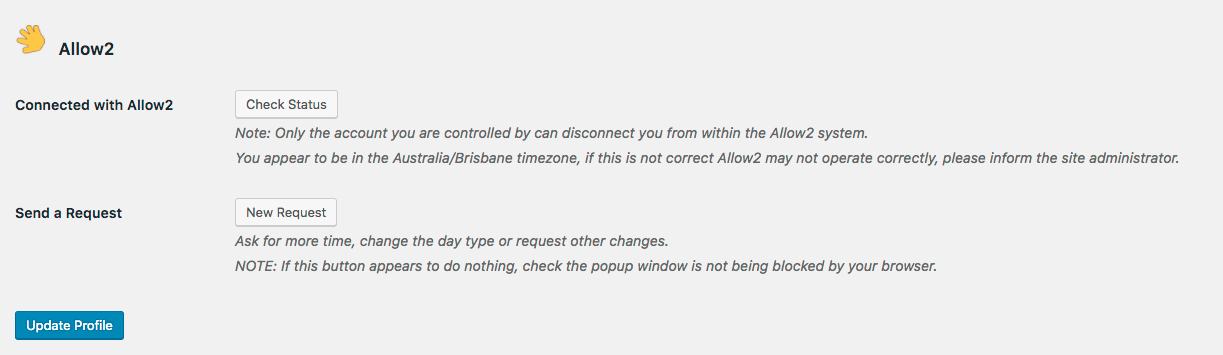 Allow2
Connected with Allow2
Check Status
Note: Only the account you are controlled by can disconnect you from within the Allow2 system.
You appear to be in the Australia/Brisbane timezone, if this is not correct Allow2 may not operate correctly, please inform the site administrator.
Send a Request
New Request
Ask for more time, change the day type or request other changes.
NOTE: If this button appears to do nothing, check the popup window is not being blocked by your browser.
Update Profile